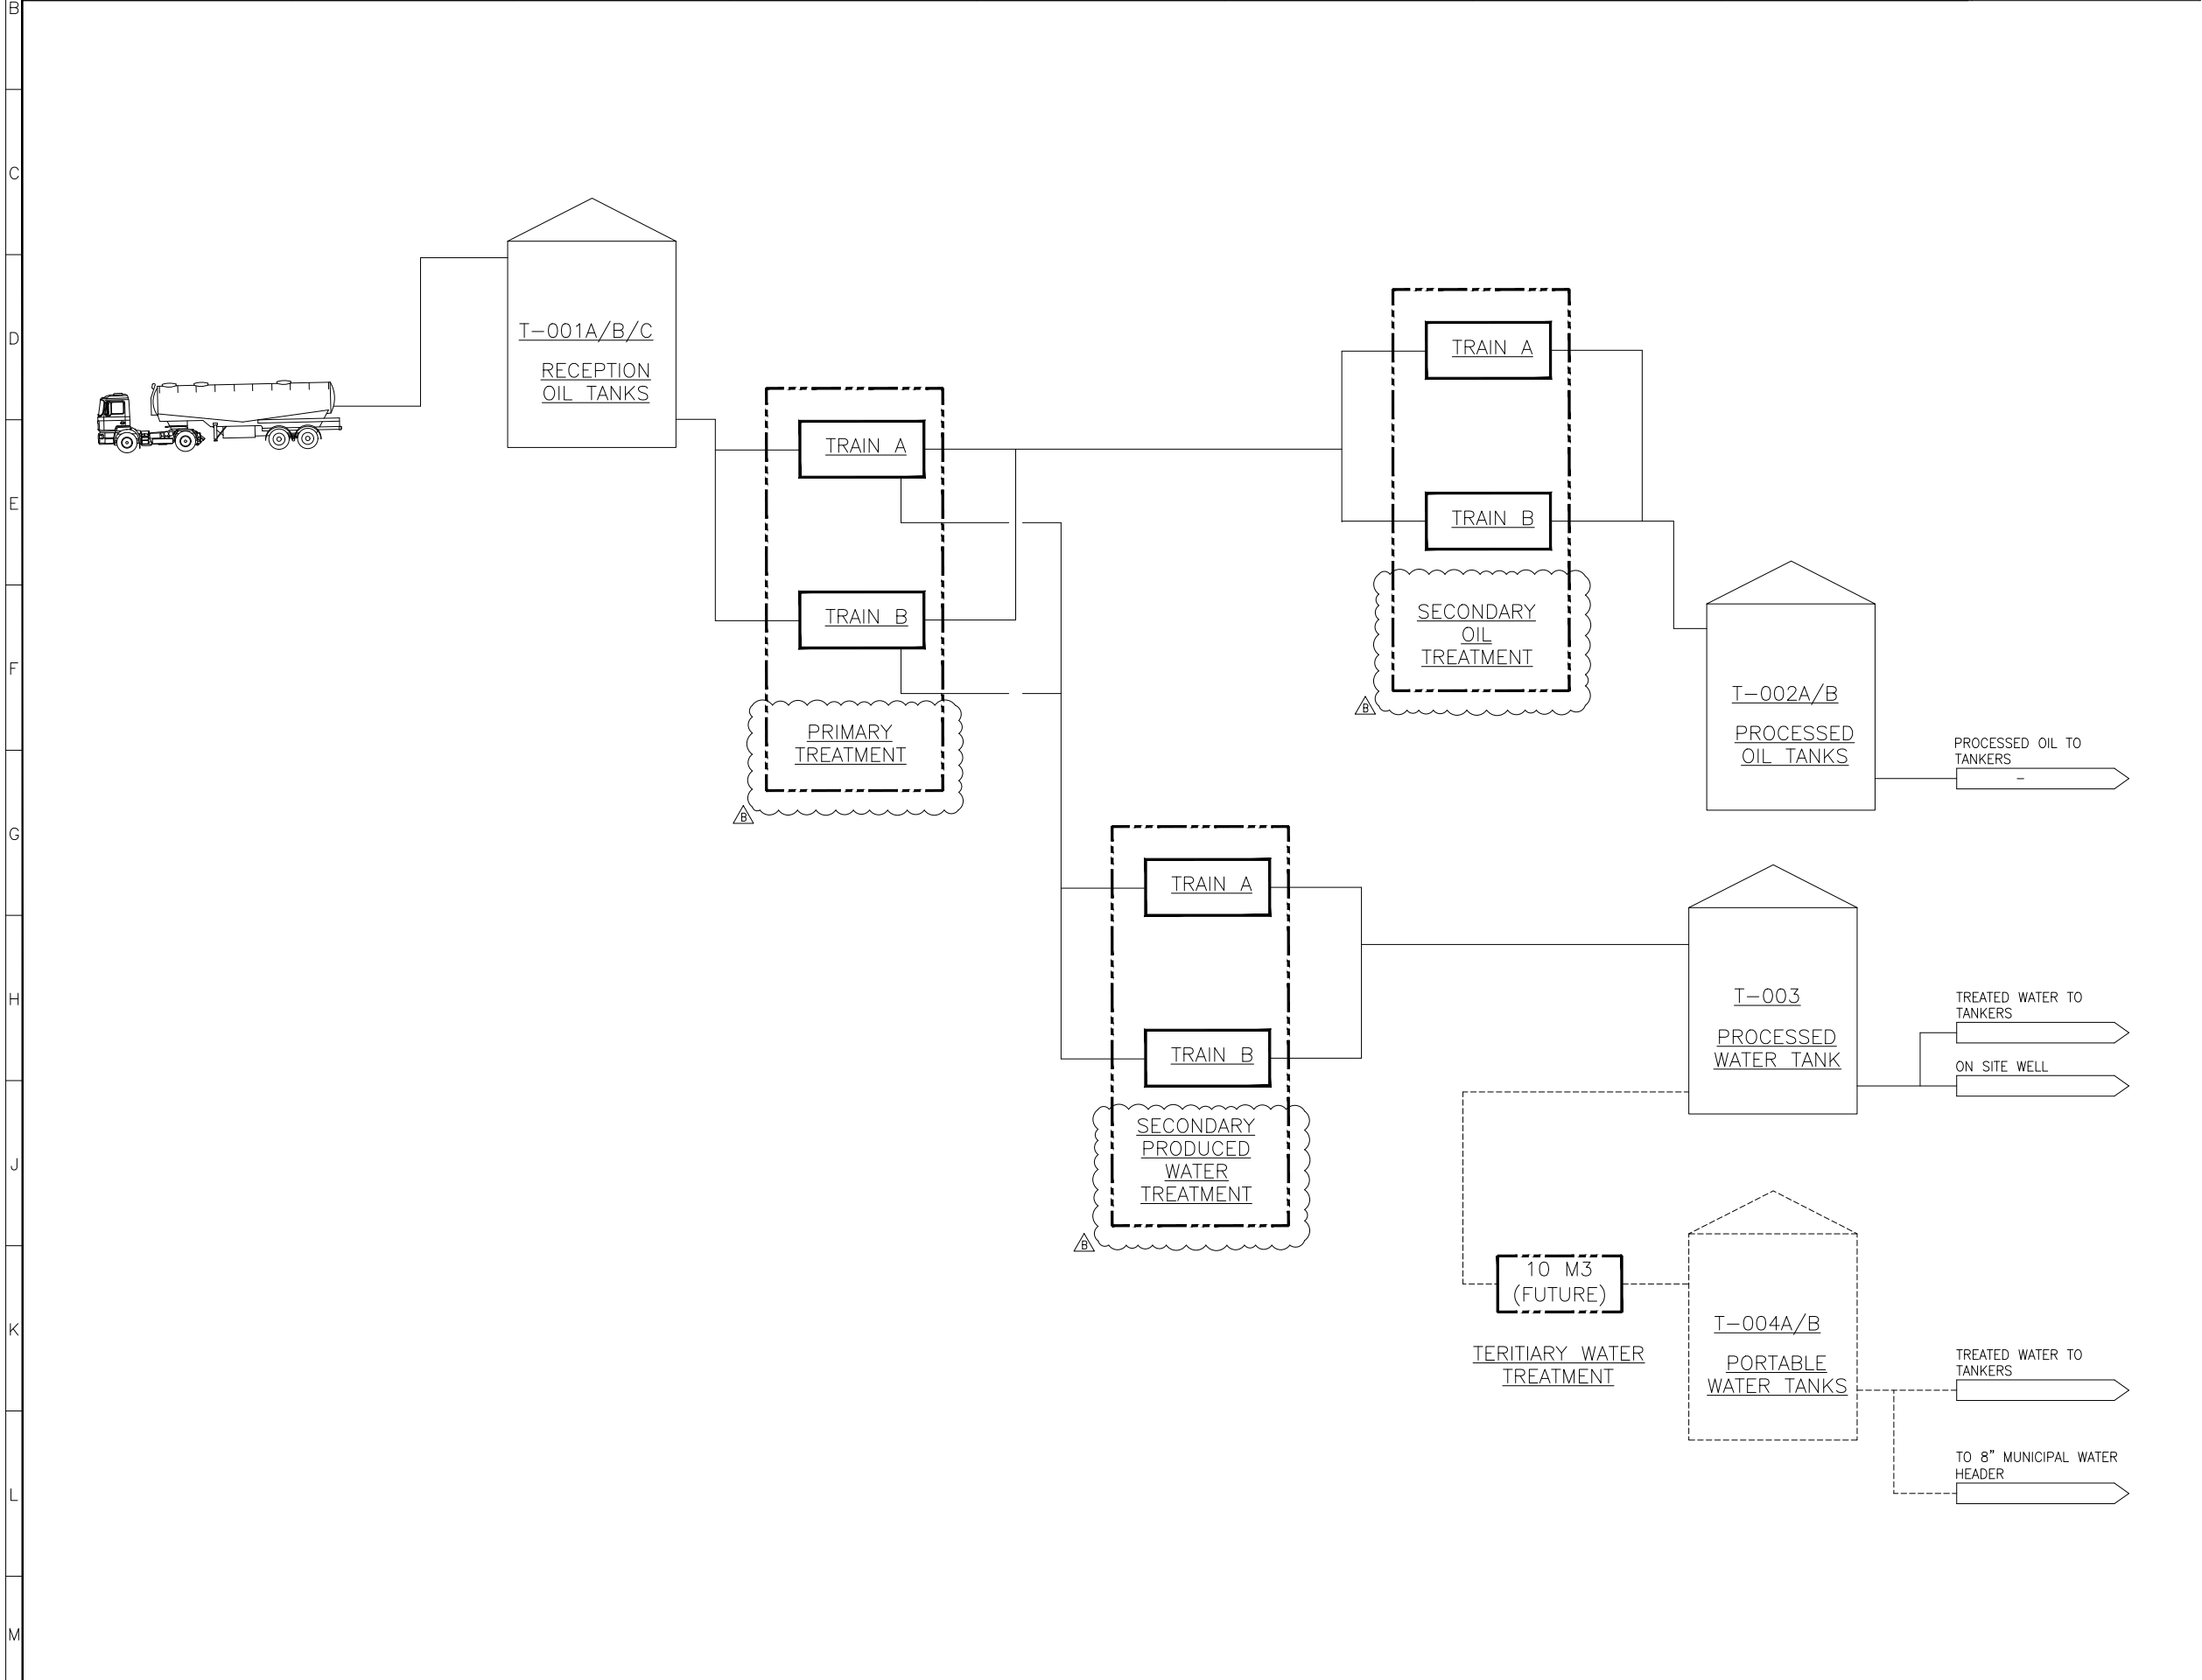 B
C
D
E
F
G
H
J
K
L
M
T-001A/B/C
RECEPTION
OIL TANKS
TRAIN A
TRAIN B
PRIMARY
TREATMENT
B
TRAIN A
TRAIN B
SECONDARY
OIL
TREATMENT
B
T-002A/B
PROCESSED
OIL TANKS
PROCESSED OIL TO
TANKERS
-
TRAIN A
TRAIN B
SECONDARY
PRODUCED
WATER
TREATMENT
B
T-003
PROCESSED
WATER TANK
TREATED WATER TO
TANKERS
ON SITE WELL
10 M3
(FUTURE)
TERITIARY WATER
TREATMENT
T-004A/B
PORTABLE
WATER TANKS
TREATED WATER TO
TANKERS
TO 8" MUNICIPAL WATER
HEADER